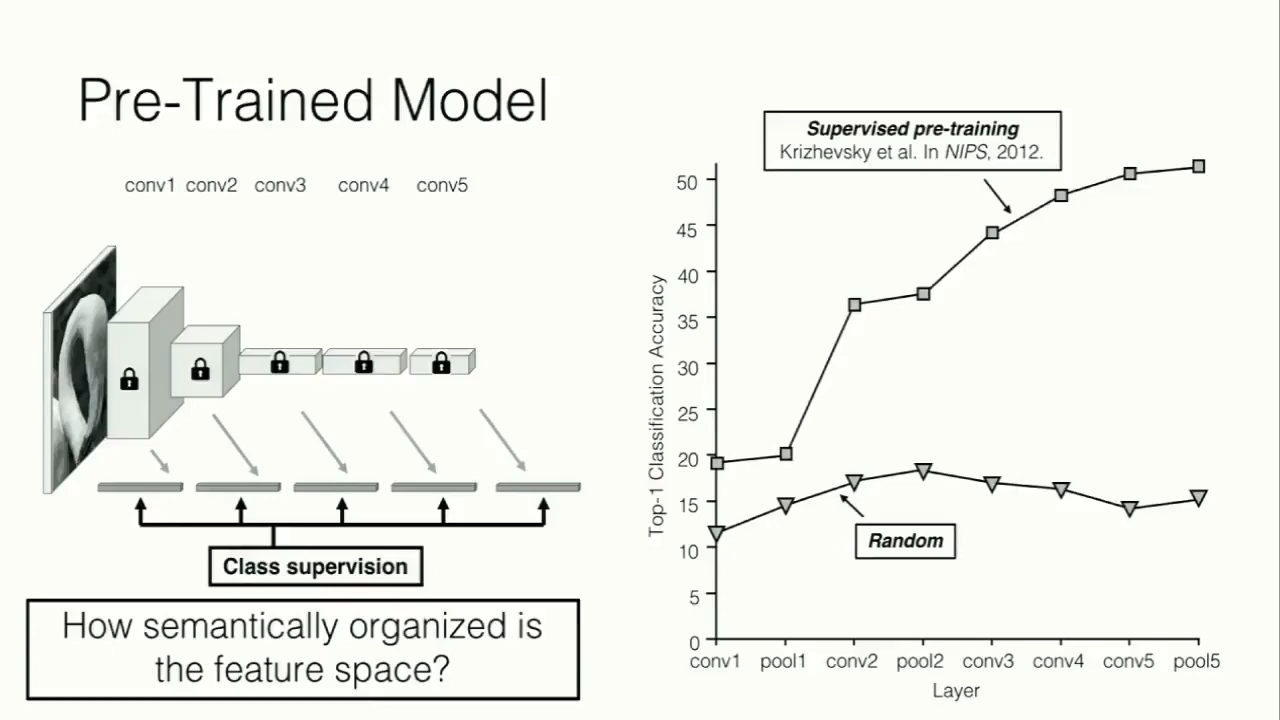 Pre-Trained Model
conv1 conv2 conv3 conv4 conv5
Class supervision
How semantically organized is
the feature space?
Supervised pre-training
Krizhevsky et al. In NIPS, 2012.
Top-1 Classification Accuracy
50
45
40
35
30
25
20
15
10
5
0
Random
conv1 pool1 conv2 pool2 conv3 conv4 conv5 pool5
Layer